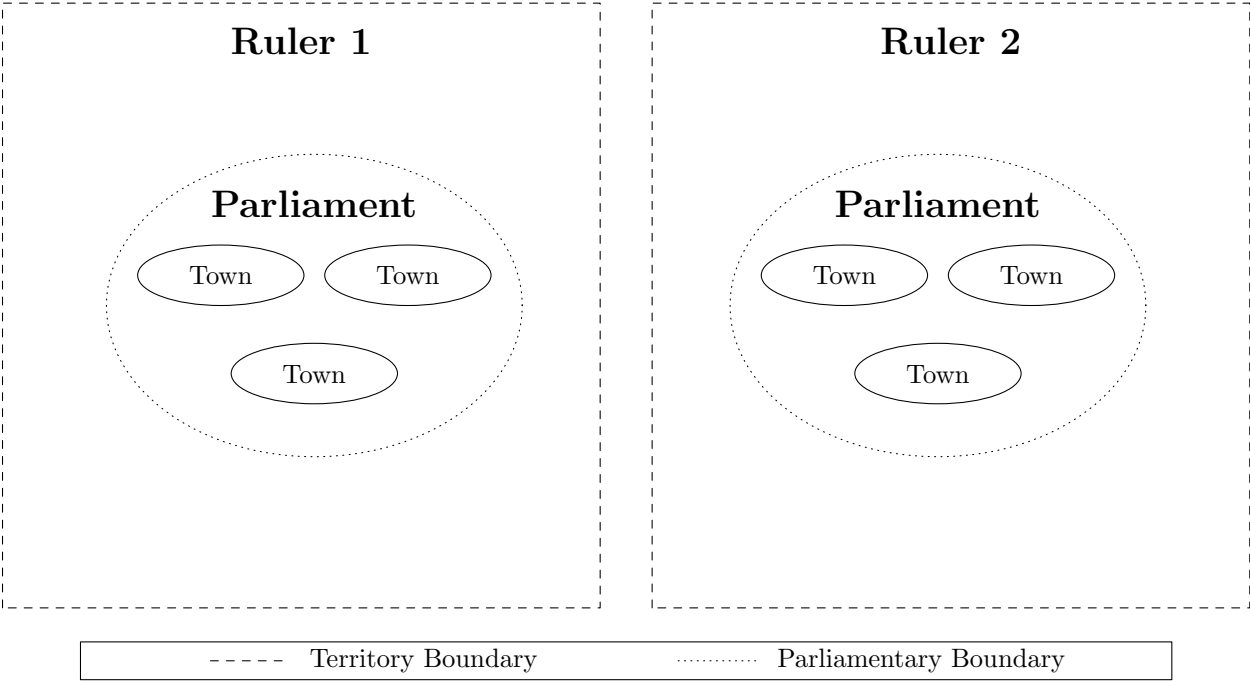 Ruler 1
Ruler 2
Parliament
Parliament
Town
Town
Town
Town
Town
Town
Territory Boundary
Parliamentary Boundary